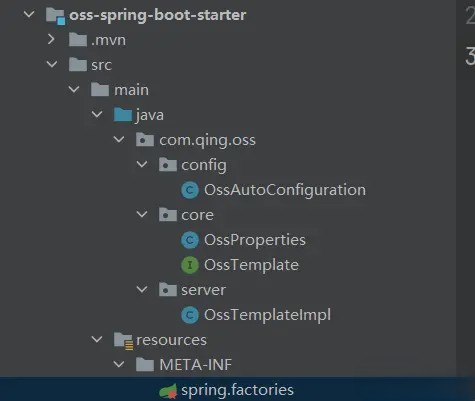 oss-spring-boot-starter
.mvn
src
main
java
com.qing.oss
config
C OssAutoConfiguration
core
C OssProperties
I OssTemplate
server
C OssTemplateImpl
resources
META-INF
spring.factories
2
3